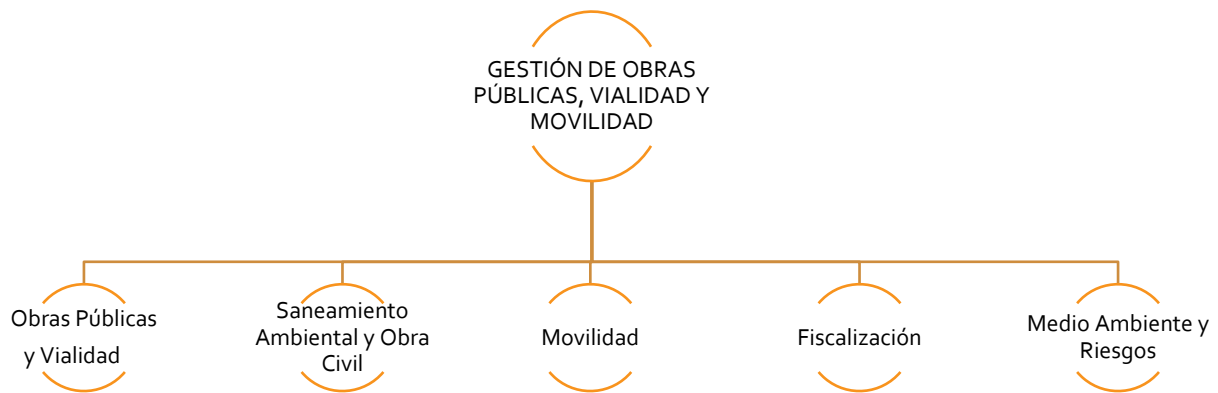 GESTIÓN DE OBRAS
PÚBLICAS, VIALIDAD Y
MOVILIDAD
Obras Públicas
y Vialidad
Saneamiento
Ambiental y Obra
Civil
Movilidad
Fiscalización
Medio Ambiente y
Riesgos